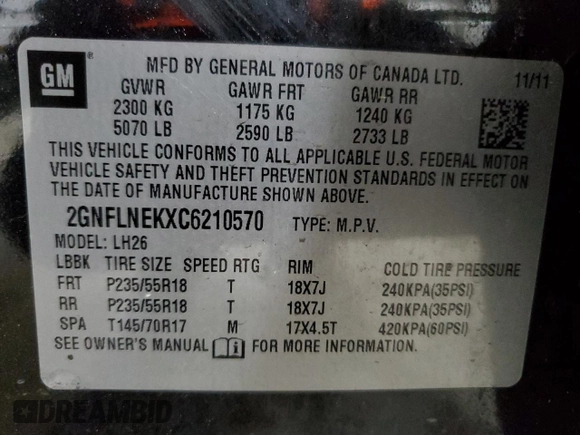 GM
MFD BY GENERAL MOTORS OF CANADA LTD. 11/11
GVWR GAWR FRT GAWR RR
2300 KG 1175 KG 1240 KG
5070 LB 2590 LB 2733 LB
THIS VEHICLE CONFORMS TO ALL APPLICABLE U.S. FEDERAL MOTOR
VEHICLE SAFETY AND THEFT PREVENTION STANDARDS IN EFFECT ON
THE DATE OF MANUFACTURE SHOWN ABOVE.
2GNFLNEKXC6210570 TYPE: M.P.V.
MODEL: LH26
LBBK TIRE SIZE SPEED RTG RIM COLD TIRE PRESSURE
FRT P235/55R18 T 18X7J 240KPA(35PSI)
RR P235/55R18 T 18X7J 240KPA(35PSI)
SPA T145/70R17 M 17X4.5T 420KPA(60PSI)
SEE OWNER'S MANUAL FOR MORE INFORMATION.
DREAMBID